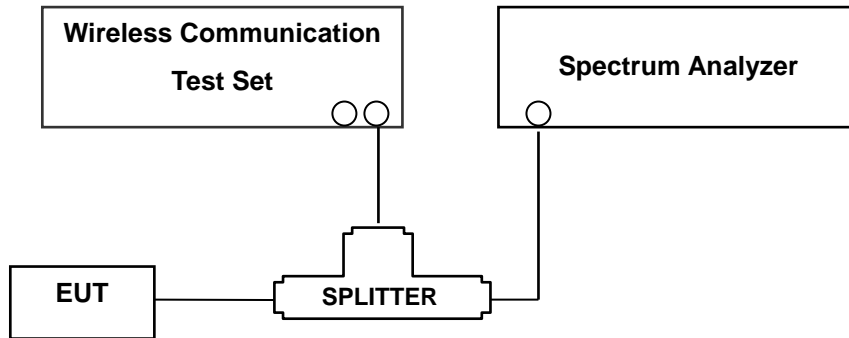 Wireless Communication
Test Set
Spectrum Analyzer
EUT
SPLITTER